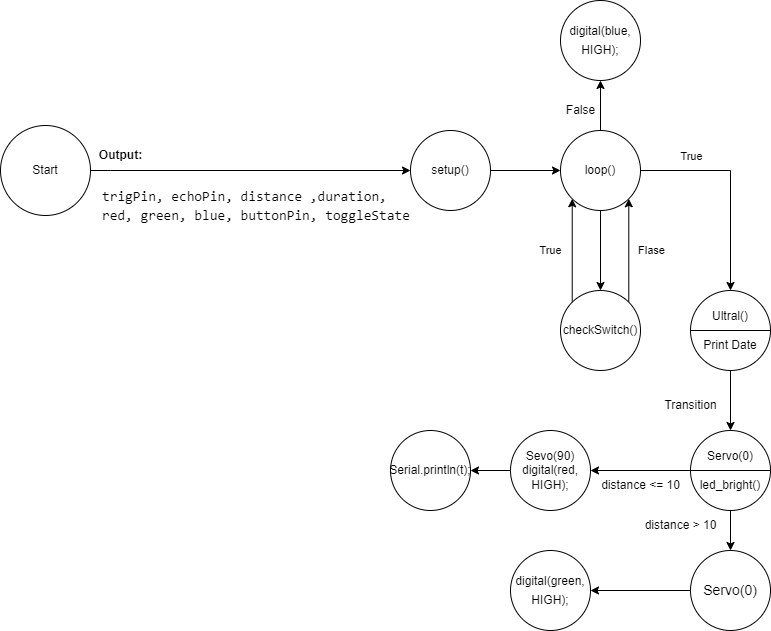 digital(blue,
HIGH);
False
Start
Output:
trigPin, echoPin, distance ,duration,
red, green, blue, buttonPin, toggleState
setup()
loop()
True
True
Flase
checkSwitch()
Ultral()
Print Date
Transition
Serial.println(t);
Sevo(90)
digital(red,
HIGH);
distance <= 10
Servo(0)
led_bright()
distance > 10
digital(green,
HIGH);
Servo(0)